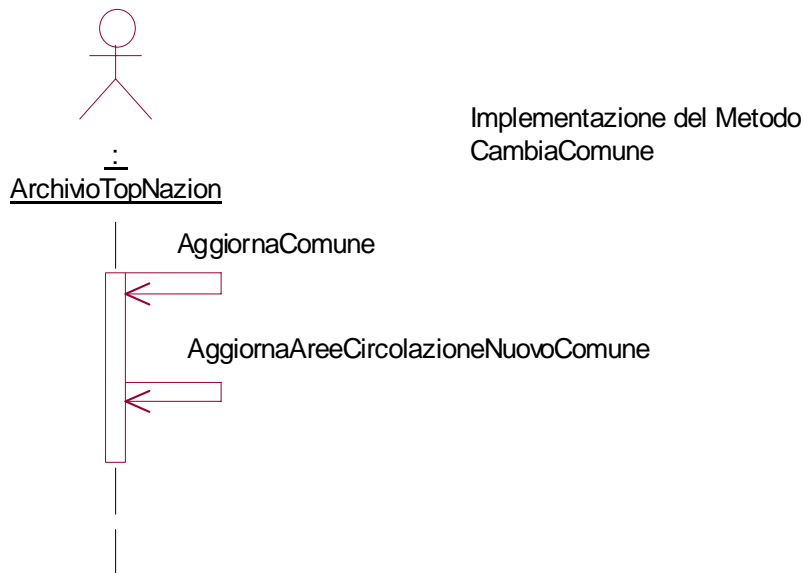 Implementazione del Metodo
CambiaComune
:
ArchivioTopNazion
AggiornaComune
AggiornaAreeCircolazioneNuovoComune